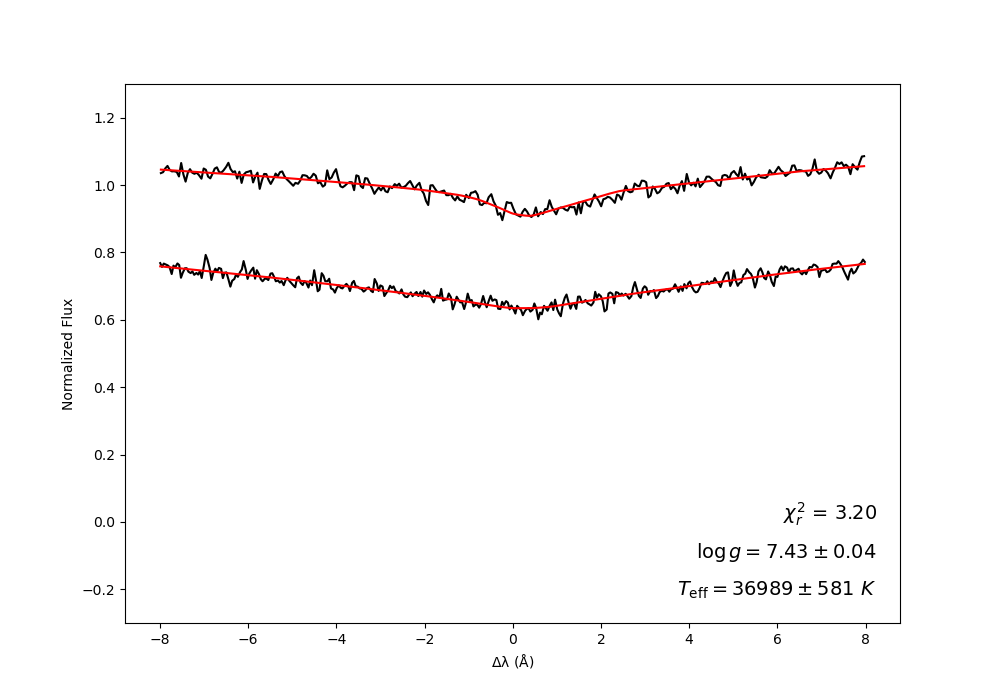 1.2
1.0
0.8
0.6
0.4
0.2
0.0
−0.2
Normalized Flux
χ²ᵣ = 3.20
log g = 7.43 ± 0.04
T_eff = 36989 ± 581 K
−8 −6 −4 −2 0 2 4 6 8
Δλ (Å)